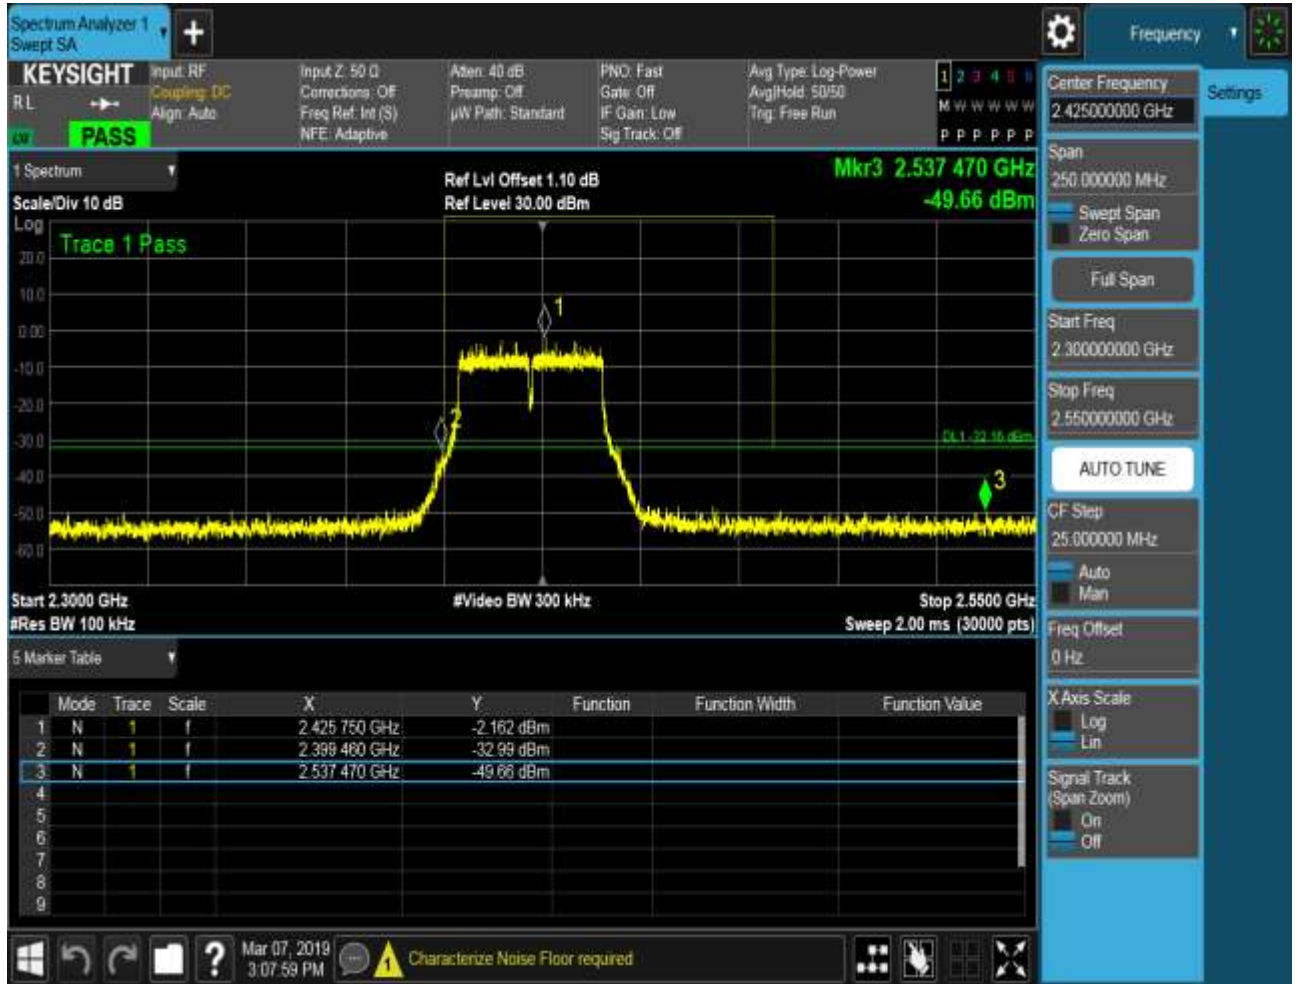 Spectrum Analyzer 1
Swept SA
Frequency
KEYSIGHT
R L
PASS
Input: RF
Coupling: DC
Align: Auto
Input Z: 50 Ω
Corrections: Off
Freq Ref: Int (S)
NFE: Adaptive
Atten: 40 dB
Preamp: Off
µW Path: Standard
PNO: Fast
Gate: Off
IF Gain: Low
Sig Track: Off
Avg Type: Log-Power
Avg|Hold: 50/50
Trig: Free Run
1 2 3 4 5 6
M W W W W W
P P P P P P
1 Spectrum
Scale/Div 10 dB
Log
Ref Lvl Offset 1.10 dB
Ref Level 30.00 dBm
Mkr3 2.537 470 GHz
-49.66 dBm
Trace 1 Pass
20.0
10.0
0.00
-10.0
-20.0
-30.0
-40.0
-50.0
-60.0
1
2
3
DL1 -32.16 dBm
Start 2.3000 GHz
#Res BW 100 kHz
#Video BW 300 kHz
Stop 2.5500 GHz
Sweep 2.00 ms (30000 pts)
5 Marker Table
Mode Trace Scale X Y Function Function Width Function Value
1 N 1 f 2.425 750 GHz -2.162 dBm
2 N 1 f 2.399 460 GHz -32.99 dBm
3 N 1 f 2.537 470 GHz -49.66 dBm
4
5
6
7
8
9
Mar 07, 2019
3:07:59 PM
?
1
Characterize Noise Floor required
Settings
Center Frequency
2.425000000 GHz
Span
250.000000 MHz
Swept Span
Zero Span
Full Span
Start Freq
2.300000000 GHz
Stop Freq
2.550000000 GHz
AUTO TUNE
CF Step
25.000000 MHz
Auto
Man
Freq Offset
0 Hz
X Axis Scale
Log
Lin
Signal Track
(Span Zoom)
On
Off